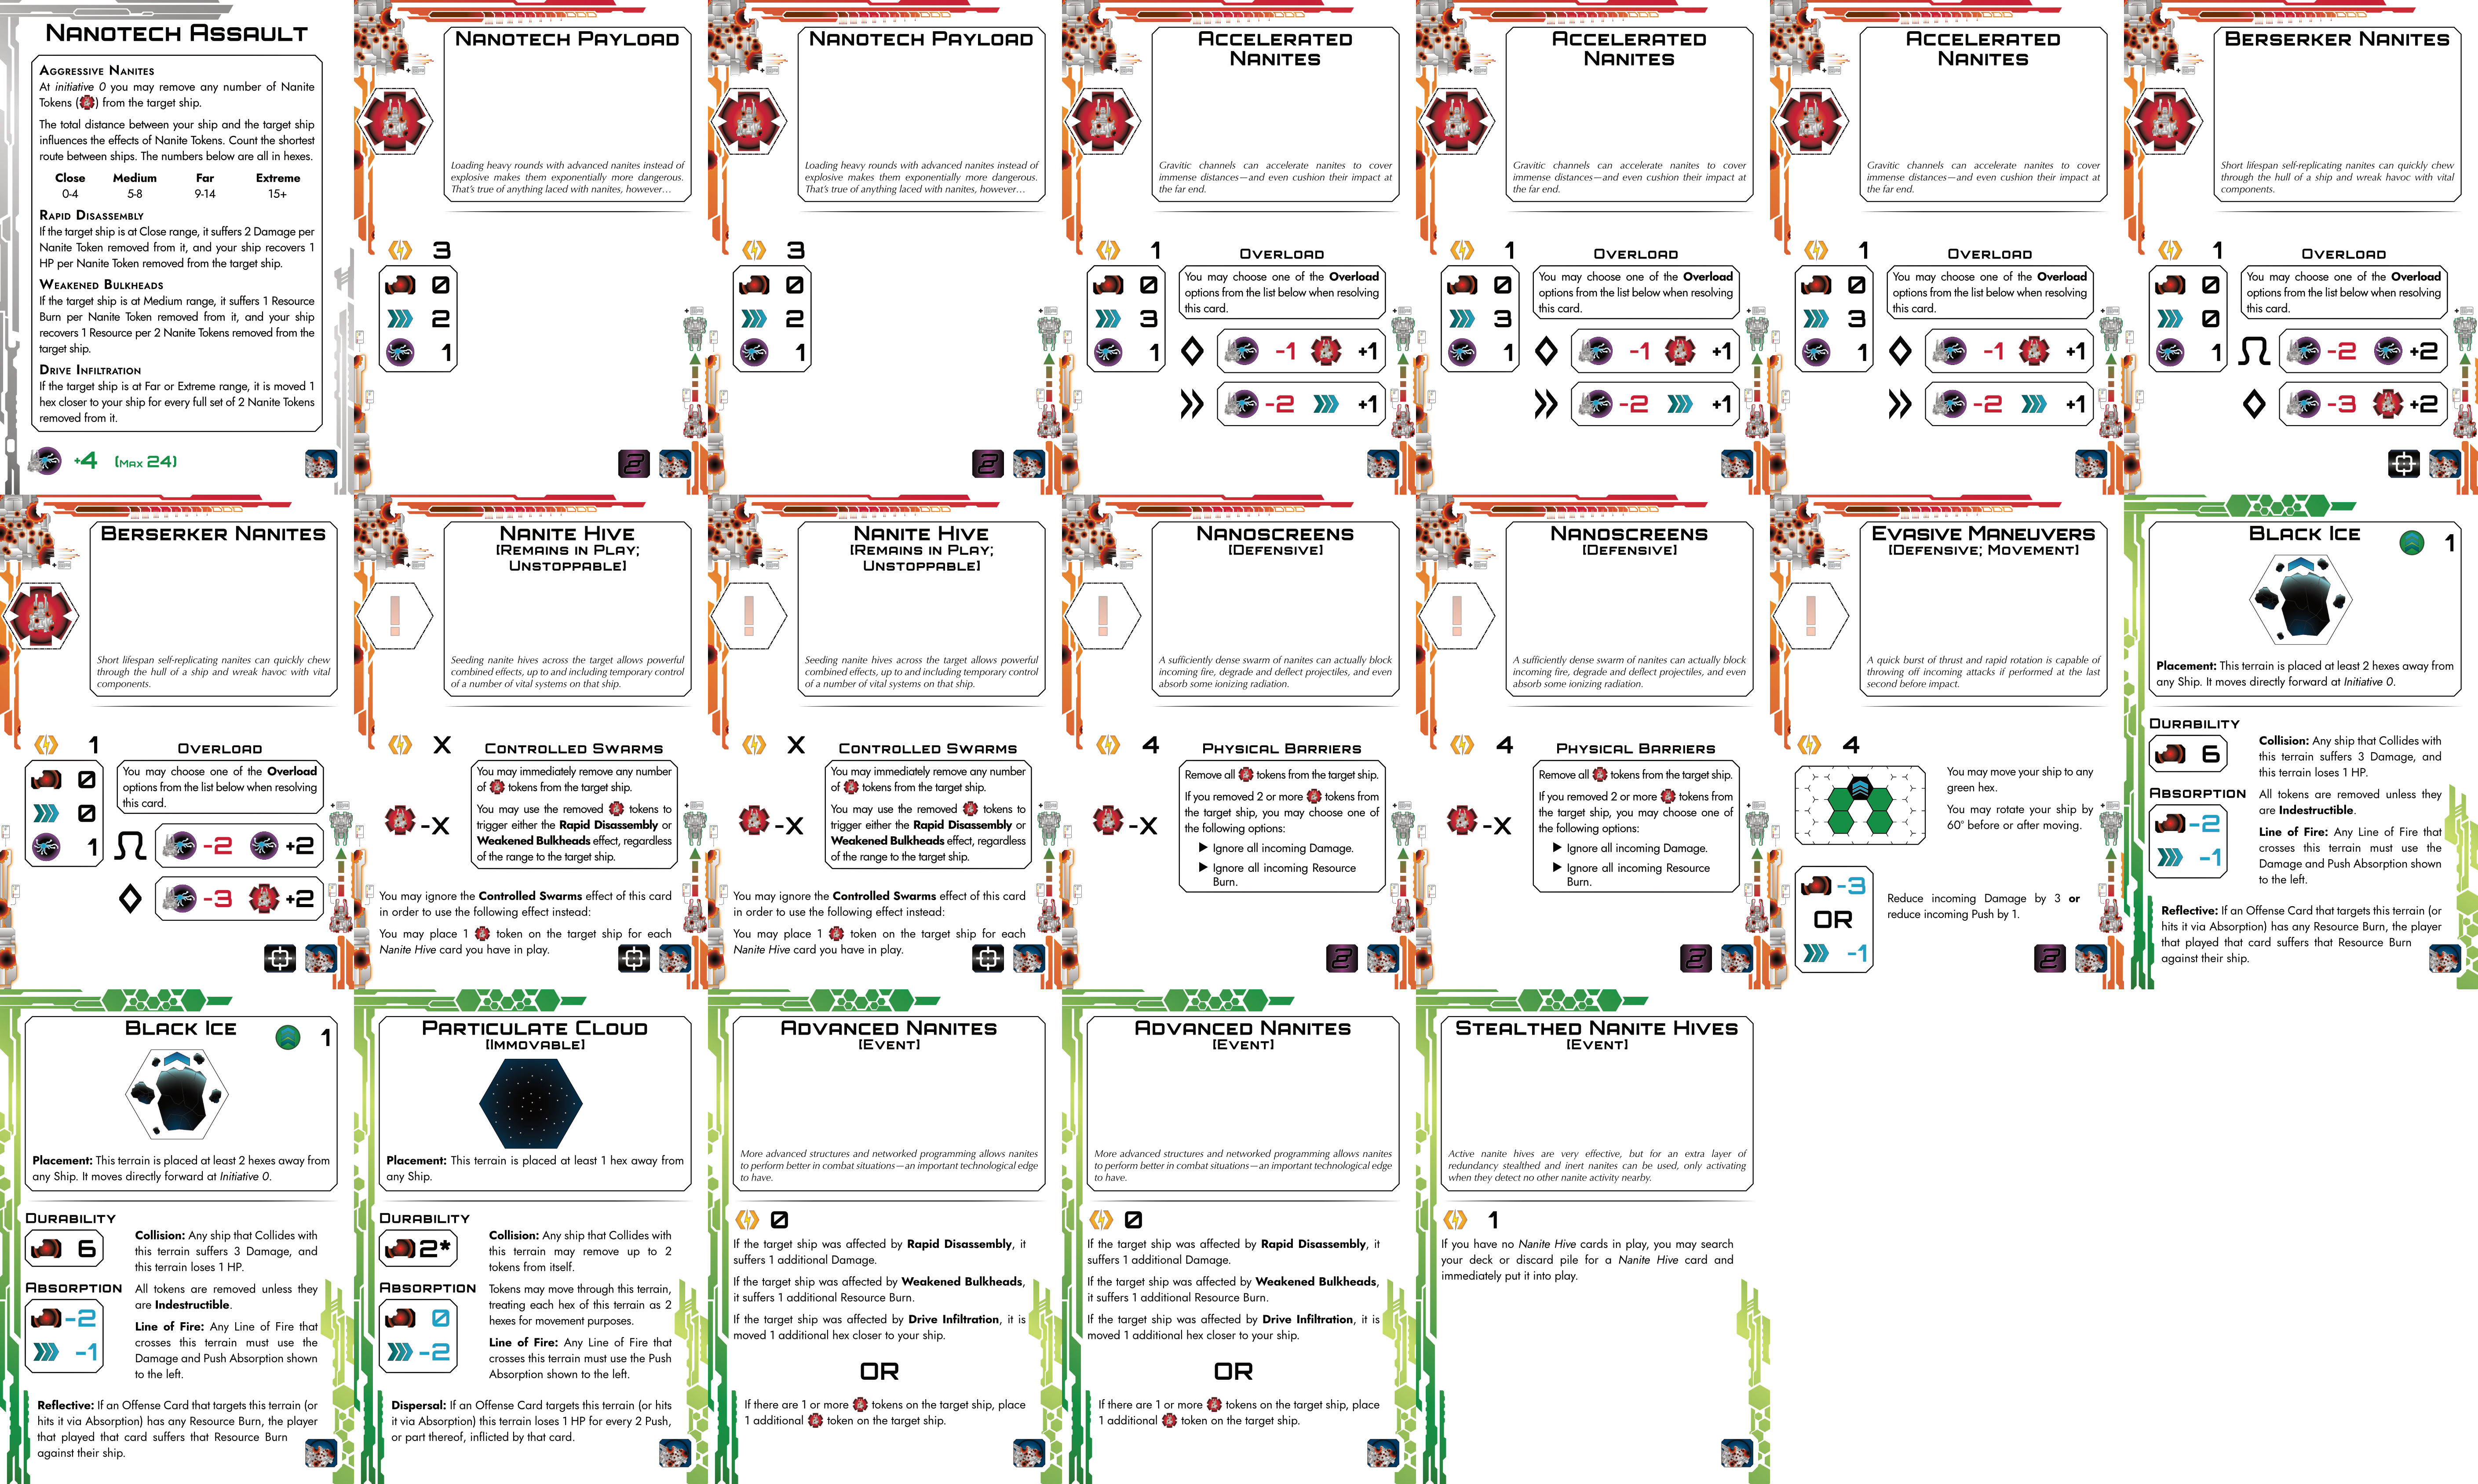 NANOTECH ASSAULT
AGGRESSIVE NANITES
At initiative 0 you may remove any number of Nanite
Tokens ( ) from the target ship.
The total distance between your ship and the target ship
influences the effects of Nanite Tokens. Count the shortest
route between ships. The numbers below are all in hexes.
Close Medium Far Extreme
0-4 5-8 9-14 15+
RAPID DISASSEMBLY
If the target ship is at Close range, it suffers 2 Damage per
Nanite Token removed from it, and your ship recovers 1
HP per Nanite Token removed from the target ship.
WEAKENED BULKHEADS
If the target ship is at Medium range, it suffers 1 Resource
Burn per Nanite Token removed from it, and your ship
recovers 1 Resource per 2 Nanite Tokens removed from the
target ship.
DRIVE INFILTRATION
If the target ship is at Far or Extreme range, it is moved 1
hex closer to your ship for every full set of 2 Nanite Tokens
removed from it.
+4 [MAX 24]
NANOTECH PAYLOAD
Loading heavy rounds with advanced nanites instead of
explosive makes them exponentially more dangerous.
That's true of anything laced with nanites, however…
3
0
2
1
2
NANOTECH PAYLOAD
Loading heavy rounds with advanced nanites instead of
explosive makes them exponentially more dangerous.
That's true of anything laced with nanites, however…
3
0
2
1
2
ACCELERATED
NANITES
Gravitic channels can accelerate nanites to cover
immense distances—and even cushion their impact at
the far end.
1
0
3
1
OVERLOAD
You may choose one of the Overload
options from the list below when resolving
this card.
-1 +1
-2 +1
ACCELERATED
NANITES
Gravitic channels can accelerate nanites to cover
immense distances—and even cushion their impact at
the far end.
1
0
3
1
OVERLOAD
You may choose one of the Overload
options from the list below when resolving
this card.
-1 +1
-2 +1
ACCELERATED
NANITES
Gravitic channels can accelerate nanites to cover
immense distances—and even cushion their impact at
the far end.
1
0
3
1
OVERLOAD
You may choose one of the Overload
options from the list below when resolving
this card.
-1 +1
-2 +1
BERSERKER NANITES
Short lifespan self-replicating nanites can quickly chew
through the hull of a ship and wreak havoc with vital
components.
1
0
0
1
OVERLOAD
You may choose one of the Overload
options from the list below when resolving
this card.
-2 +2
-3 +2
BERSERKER NANITES
Short lifespan self-replicating nanites can quickly chew
through the hull of a ship and wreak havoc with vital
components.
1
0
0
1
OVERLOAD
You may choose one of the Overload
options from the list below when resolving
this card.
-2 +2
-3 +2
NANITE HIVE
[REMAINS IN PLAY;
UNSTOPPABLE]
Seeding nanite hives across the target allows powerful
combined effects, up to and including temporary control
of a number of vital systems on that ship.
X
-X
CONTROLLED SWARMS
You may immediately remove any number
of tokens from the target ship.
You may use the removed tokens to
trigger either the Rapid Disassembly or
Weakened Bulkheads effect, regardless
of the range to the target ship.
You may ignore the Controlled Swarms effect of this card
in order to use the following effect instead:
You may place 1 token on the target ship for each
Nanite Hive card you have in play.
NANITE HIVE
[REMAINS IN PLAY;
UNSTOPPABLE]
Seeding nanite hives across the target allows powerful
combined effects, up to and including temporary control
of a number of vital systems on that ship.
X
-X
CONTROLLED SWARMS
You may immediately remove any number
of tokens from the target ship.
You may use the removed tokens to
trigger either the Rapid Disassembly or
Weakened Bulkheads effect, regardless
of the range to the target ship.
You may ignore the Controlled Swarms effect of this card
in order to use the following effect instead:
You may place 1 token on the target ship for each
Nanite Hive card you have in play.
NANOSCREENS
[DEFENSIVE]
A sufficiently dense swarm of nanites can actually block
incoming fire, degrade and deflect projectiles, and even
absorb some ionizing radiation.
4
-X
PHYSICAL BARRIERS
Remove all tokens from the target ship.
If you removed 2 or more tokens from
the target ship, you may choose one of
the following options:
Ignore all incoming Damage.
Ignore all incoming Resource
Burn.
2
NANOSCREENS
[DEFENSIVE]
A sufficiently dense swarm of nanites can actually block
incoming fire, degrade and deflect projectiles, and even
absorb some ionizing radiation.
4
-X
PHYSICAL BARRIERS
Remove all tokens from the target ship.
If you removed 2 or more tokens from
the target ship, you may choose one of
the following options:
Ignore all incoming Damage.
Ignore all incoming Resource
Burn.
2
EVASIVE MANEUVERS
[DEFENSIVE; MOVEMENT]
A quick burst of thrust and rapid rotation is capable of
throwing off incoming attacks if performed at the last
second before impact.
4
You may move your ship to any
green hex.
You may rotate your ship by
60° before or after moving.
-3
OR
-1
Reduce incoming Damage by 3 or
reduce incoming Push by 1.
2
BLACK ICE
1
Placement: This terrain is placed at least 2 hexes away from
any Ship. It moves directly forward at Initiative 0.
DURABILITY
6
ABSORPTION
-2
-1
Collision: Any ship that Collides with
this terrain suffers 3 Damage, and
this terrain loses 1 HP.
All tokens are removed unless they
are Indestructible.
Line of Fire: Any Line of Fire that
crosses this terrain must use the
Damage and Push Absorption shown
to the left.
Reflective: If an Offense Card that targets this terrain (or
hits it via Absorption) has any Resource Burn, the player
that played that card suffers that Resource Burn
against their ship.
BLACK ICE
1
Placement: This terrain is placed at least 2 hexes away from
any Ship. It moves directly forward at Initiative 0.
DURABILITY
6
ABSORPTION
-2
-1
Collision: Any ship that Collides with
this terrain suffers 3 Damage, and
this terrain loses 1 HP.
All tokens are removed unless they
are Indestructible.
Line of Fire: Any Line of Fire that
crosses this terrain must use the
Damage and Push Absorption shown
to the left.
Reflective: If an Offense Card that targets this terrain (or
hits it via Absorption) has any Resource Burn, the player
that played that card suffers that Resource Burn
against their ship.
PARTICULATE CLOUD
[IMMOVABLE]
Placement: This terrain is placed at least 1 hex away from
any Ship.
DURABILITY
2*
ABSORPTION
0
-2
Collision: Any ship that Collides with
this terrain may remove up to 2
tokens from itself.
Tokens may move through this terrain,
treating each hex of this terrain as 2
hexes for movement purposes.
Line of Fire: Any Line of Fire that
crosses this terrain must use the Push
Absorption shown to the left.
Dispersal: If an Offense Card targets this terrain (or hits
it via Absorption) this terrain loses 1 HP for every 2 Push,
or part thereof, inflicted by that card.
ADVANCED NANITES
[EVENT]
More advanced structures and networked programming allows nanites
to perform better in combat situations—an important technological edge
to have.
0
If the target ship was affected by Rapid Disassembly, it
suffers 1 additional Damage.
If the target ship was affected by Weakened Bulkheads,
it suffers 1 additional Resource Burn.
If the target ship was affected by Drive Infiltration, it is
moved 1 additional hex closer to your ship.
OR
If there are 1 or more tokens on the target ship, place
1 additional token on the target ship.
ADVANCED NANITES
[EVENT]
More advanced structures and networked programming allows nanites
to perform better in combat situations—an important technological edge
to have.
0
If the target ship was affected by Rapid Disassembly, it
suffers 1 additional Damage.
If the target ship was affected by Weakened Bulkheads,
it suffers 1 additional Resource Burn.
If the target ship was affected by Drive Infiltration, it is
moved 1 additional hex closer to your ship.
OR
If there are 1 or more tokens on the target ship, place
1 additional token on the target ship.
STEALTHED NANITE HIVES
[EVENT]
Active nanite hives are very effective, but for an extra layer of
redundancy stealthed and inert nanites can be used, only activating
when they detect no other nanite activity nearby.
1
If you have no Nanite Hive cards in play, you may search
your deck or discard pile for a Nanite Hive card and
immediately put it into play.